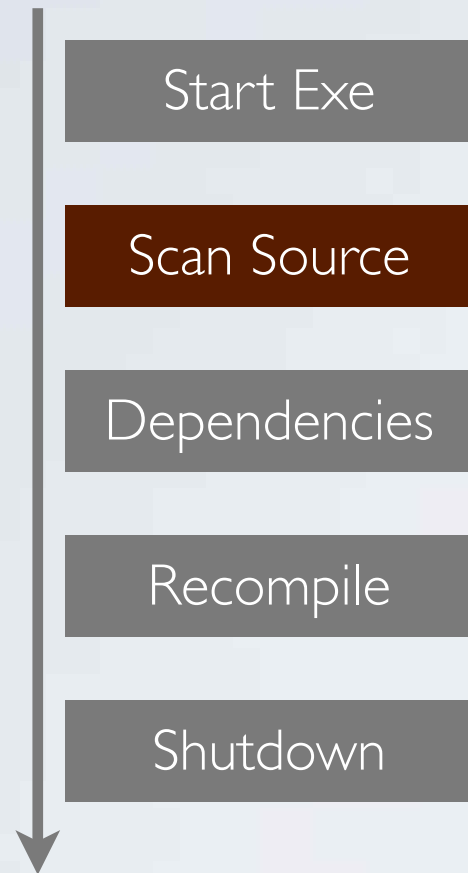 Start Exe
Scan Source
Dependencies
Recompile
Shutdown